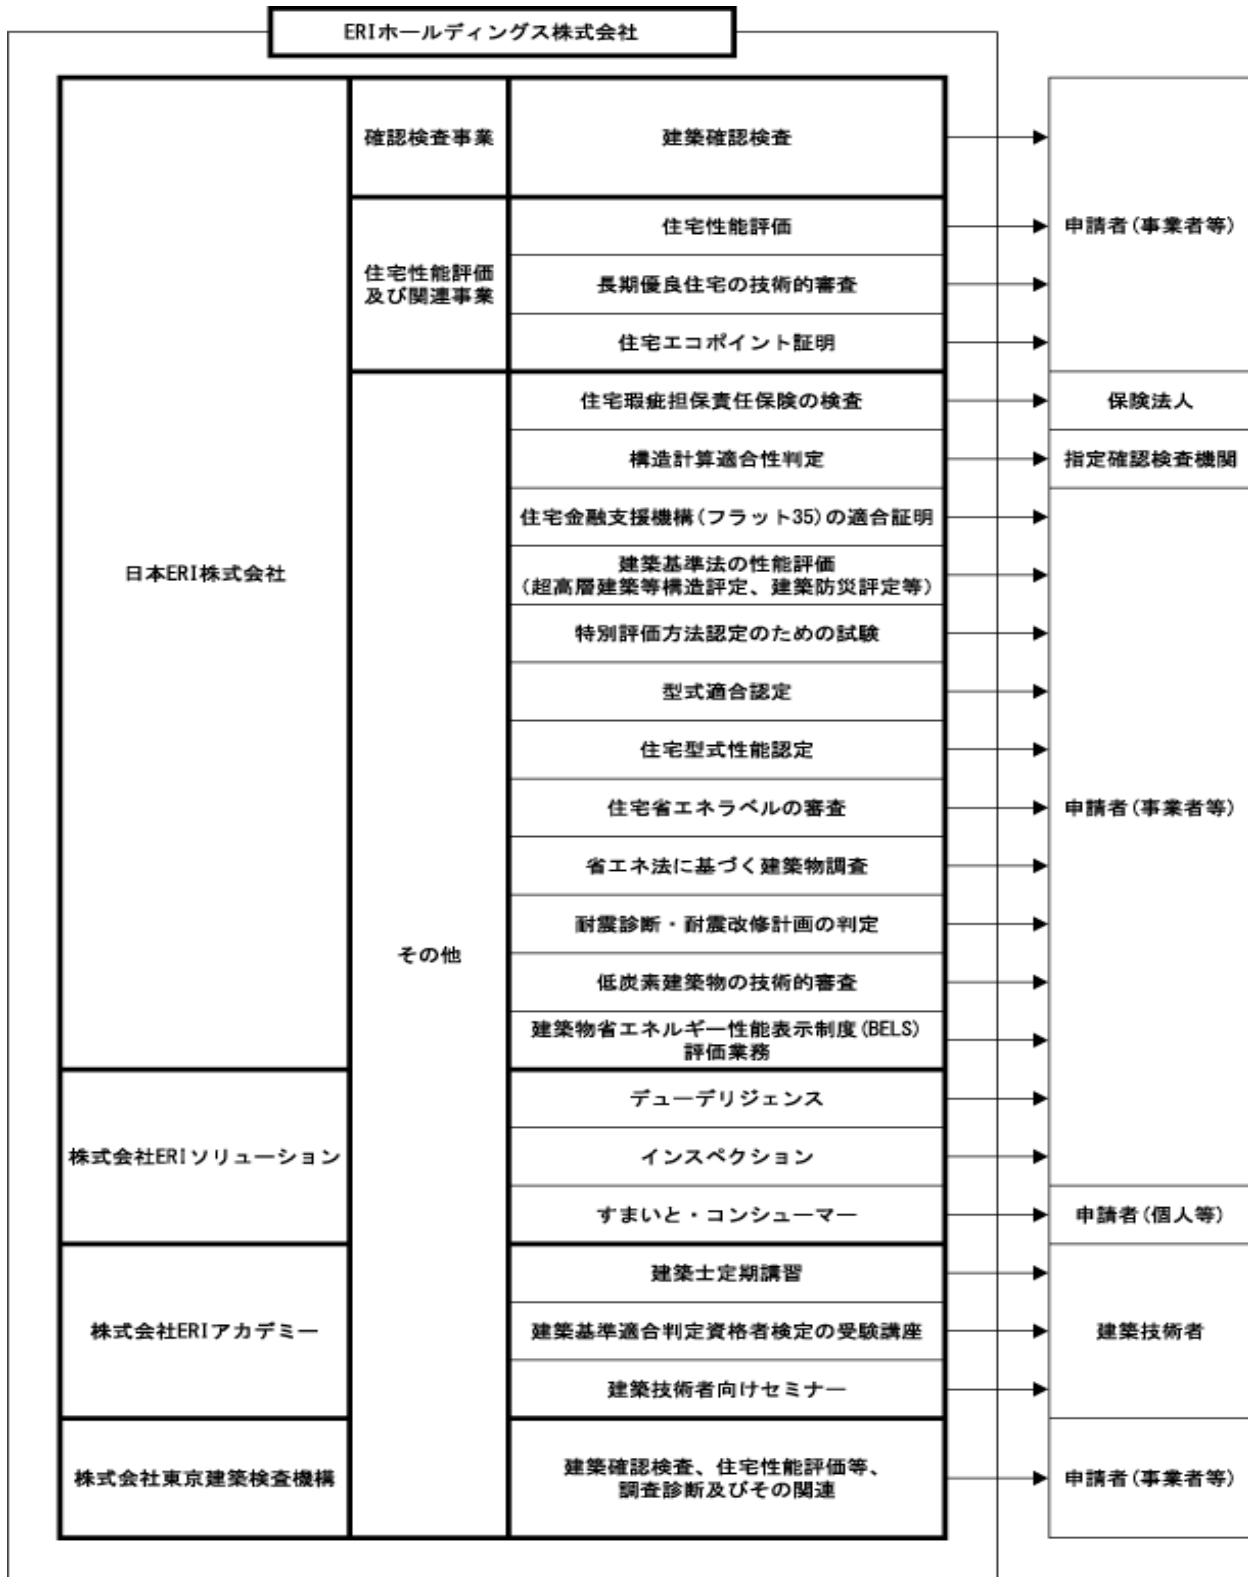 ERIホールディングス株式会社
日本ERI株式会社
確認検査事業
建築確認検査
申請者(事業者等)
住宅性能評価
及び関連事業
住宅性能評価
長期優良住宅の技術的審査
住宅エコポイント証明
その他
住宅瑕疵担保責任保険の検査
保険法人
構造計算適合性判定
指定確認検査機関
住宅金融支援機構(フラット35)の適合証明
建築基準法の性能評価
(超高層建築等構造評定、建築防災評定等)
特別評価方法認定のための試験
型式適合認定
住宅型式性能認定
住宅省エネラベルの審査
申請者(事業者等)
省エネ法に基づく建築物調査
耐震診断・耐震改修計画の判定
低炭素建築物の技術的審査
建築物省エネルギー性能表示制度(BELS)
評価業務
株式会社ERIソリューション
デューデリジェンス
インスペクション
すまいと・コンシューマー
申請者(個人等)
株式会社ERIアカデミー
建築士定期講習
建築基準適合判定資格者検定の受験講座
建築技術者向けセミナー
建築技術者
株式会社東京建築検査機構
建築確認検査、住宅性能評価等、
調査診断及びその関連
申請者(事業者等)